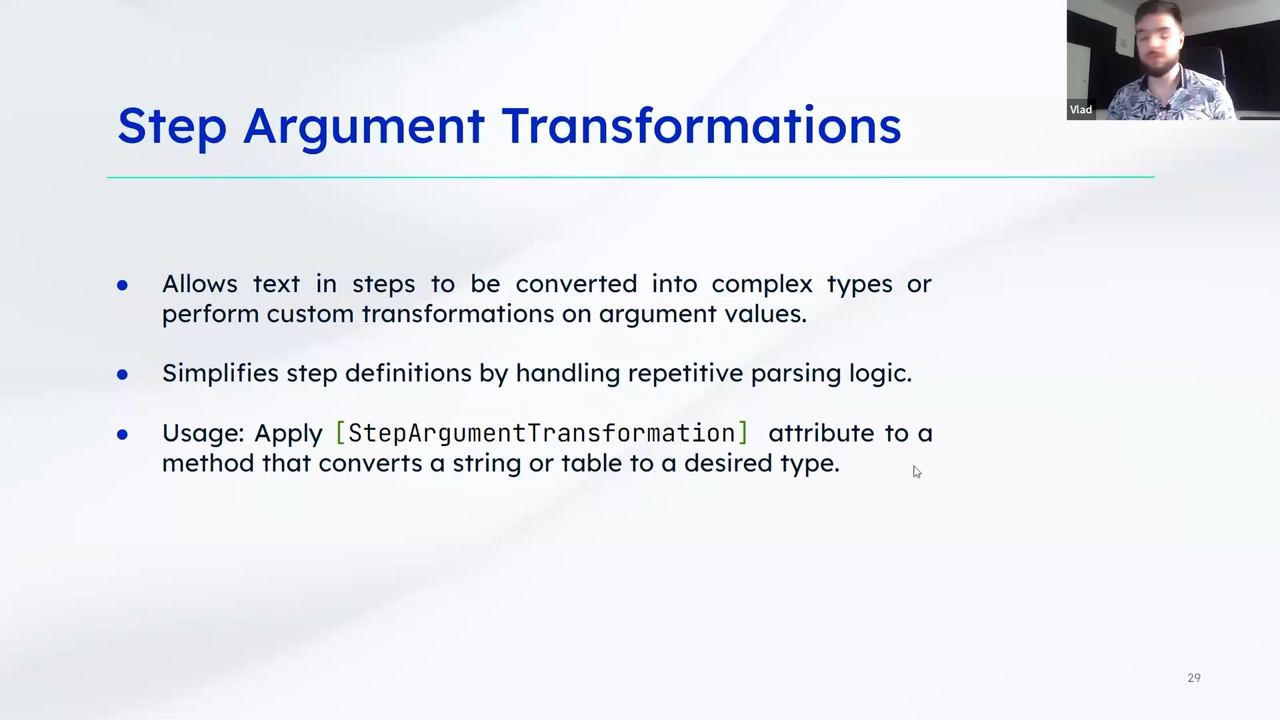 Vlad
Step Argument Transformations
● Allows text in steps to be converted into complex types or
perform custom transformations on argument values.
● Simplifies step definitions by handling repetitive parsing logic.
● Usage: Apply [StepArgumentTransformation] attribute to a
method that converts a string or table to a desired type.
29